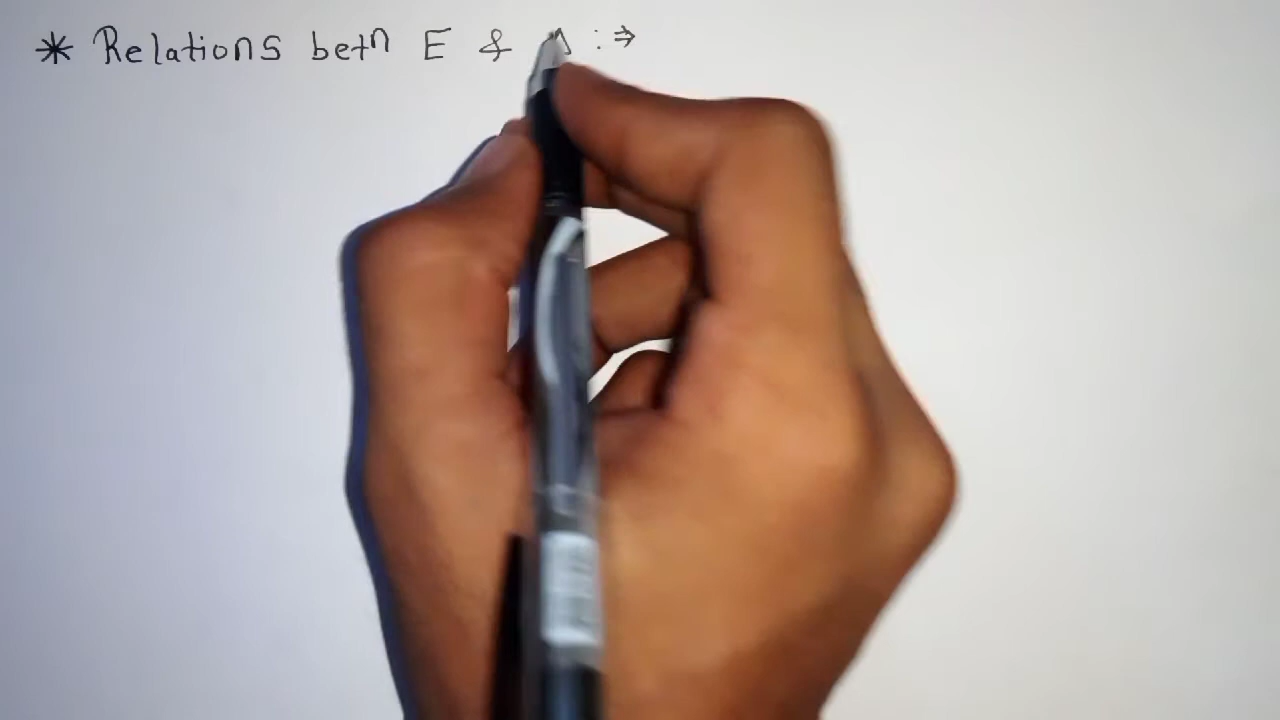 * Relations betn E & :⇒